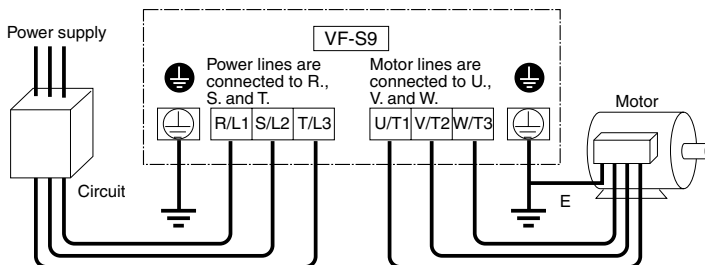 Power supply
VF-S9
Power lines are
connected to R.,
S. and T.
Motor lines are
connected to U.,
V. and W.
Motor
R/L1 S/L2 T/L3
U/T1 V/T2 W/T3
Circuit
E